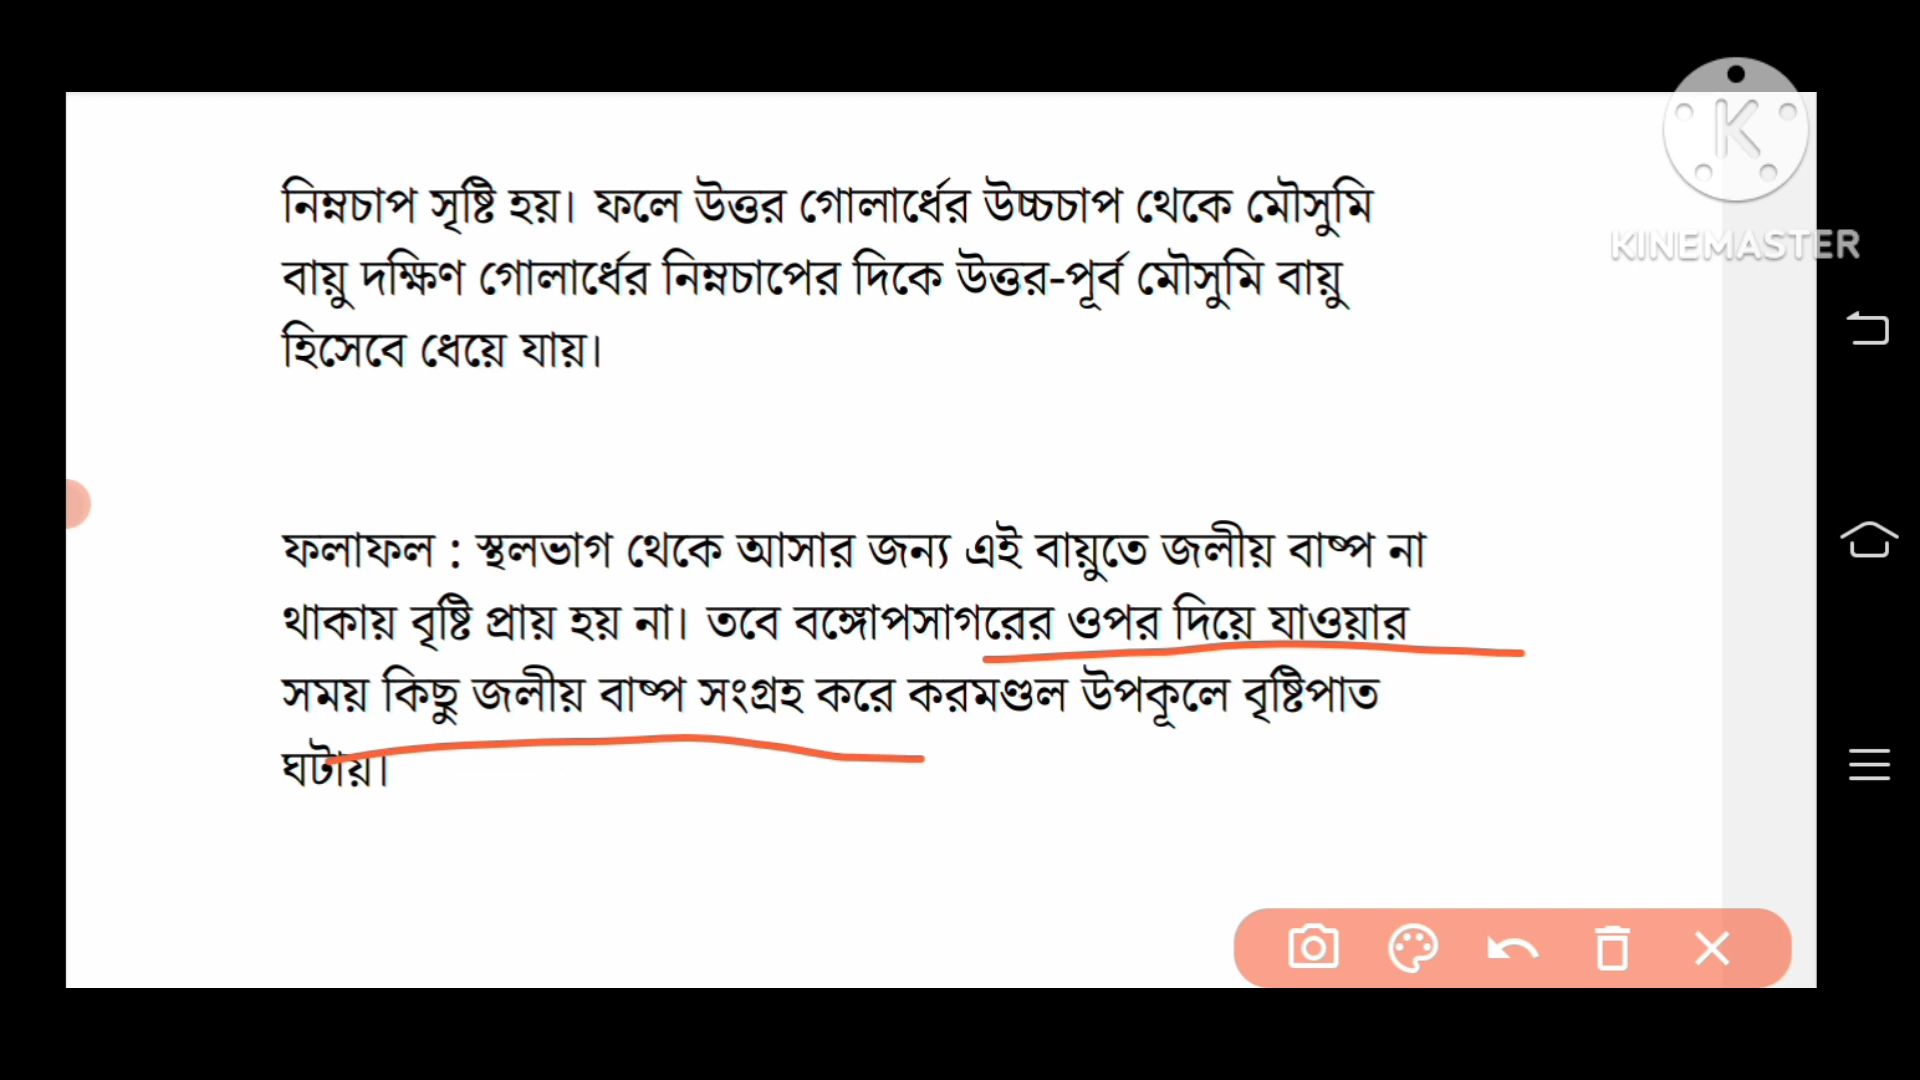 নিম্নচাপ সৃষ্টি হয়। ফলে উত্তর গোলার্ধের উচ্চচাপ থেকে মৌসুমি
বায়ু দক্ষিণ গোলার্ধের নিম্নচাপের দিকে উত্তর-পূর্ব মৌসুমি বায়ু
হিসেবে ধেয়ে যায়।
ফলাফল : স্থলভাগ থেকে আসার জন্য এই বায়ুতে জলীয় বাষ্প না
থাকায় বৃষ্টি প্রায় হয় না। তবে বঙ্গোপসাগরের ওপর দিয়ে যাওয়ার
সময় কিছু জলীয় বাষ্প সংগ্রহ করে করমণ্ডল উপকূলে বৃষ্টিপাত
ঘটায়।
K
KINEMASTER